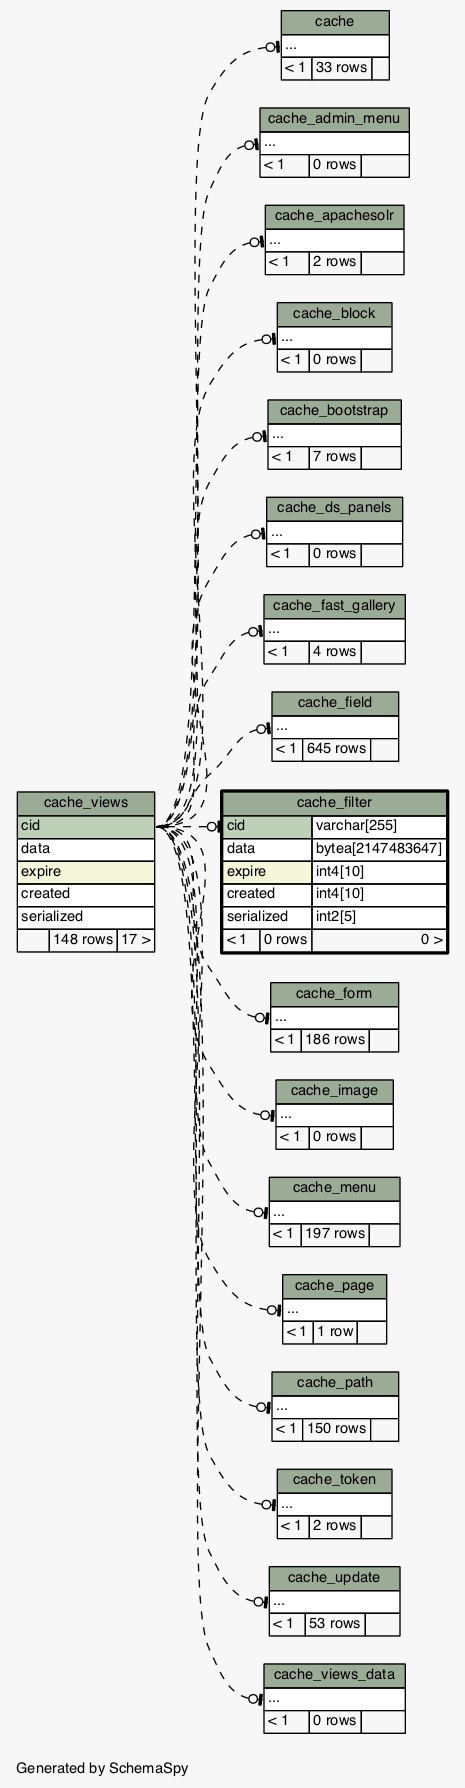 cache
...
< 1 33 rows
cache_admin_menu
...
< 1 0 rows
cache_apachesolr
...
< 1 2 rows
cache_block
...
< 1 0 rows
cache_bootstrap
...
< 1 7 rows
cache_ds_panels
...
< 1 0 rows
cache_fast_gallery
...
< 1 4 rows
cache_field
...
< 1 645 rows
cache_views
cid
data
expire
created
serialized
148 rows 17 >
cache_filter
cid varchar[255]
data bytea[2147483647]
expire int4[10]
created int4[10]
serialized int2[5]
< 1 0 rows 0 >
cache_form
...
< 1 186 rows
cache_image
...
< 1 0 rows
cache_menu
...
< 1 197 rows
cache_page
...
< 1 1 row
cache_path
...
< 1 150 rows
cache_token
...
< 1 2 rows
cache_update
...
< 1 53 rows
cache_views_data
...
< 1 0 rows
Generated by SchemaSpy